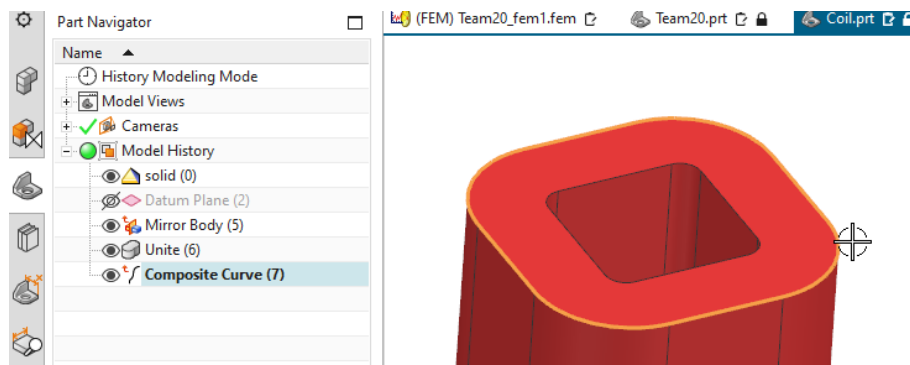 Part Navigator
(FEM) Team20_fem1.fem
Team20.prt
Coil.prt
Name
History Modeling Mode
Model Views
Cameras
Model History
solid (0)
Datum Plane (2)
Mirror Body (5)
Unite (6)
Composite Curve (7)